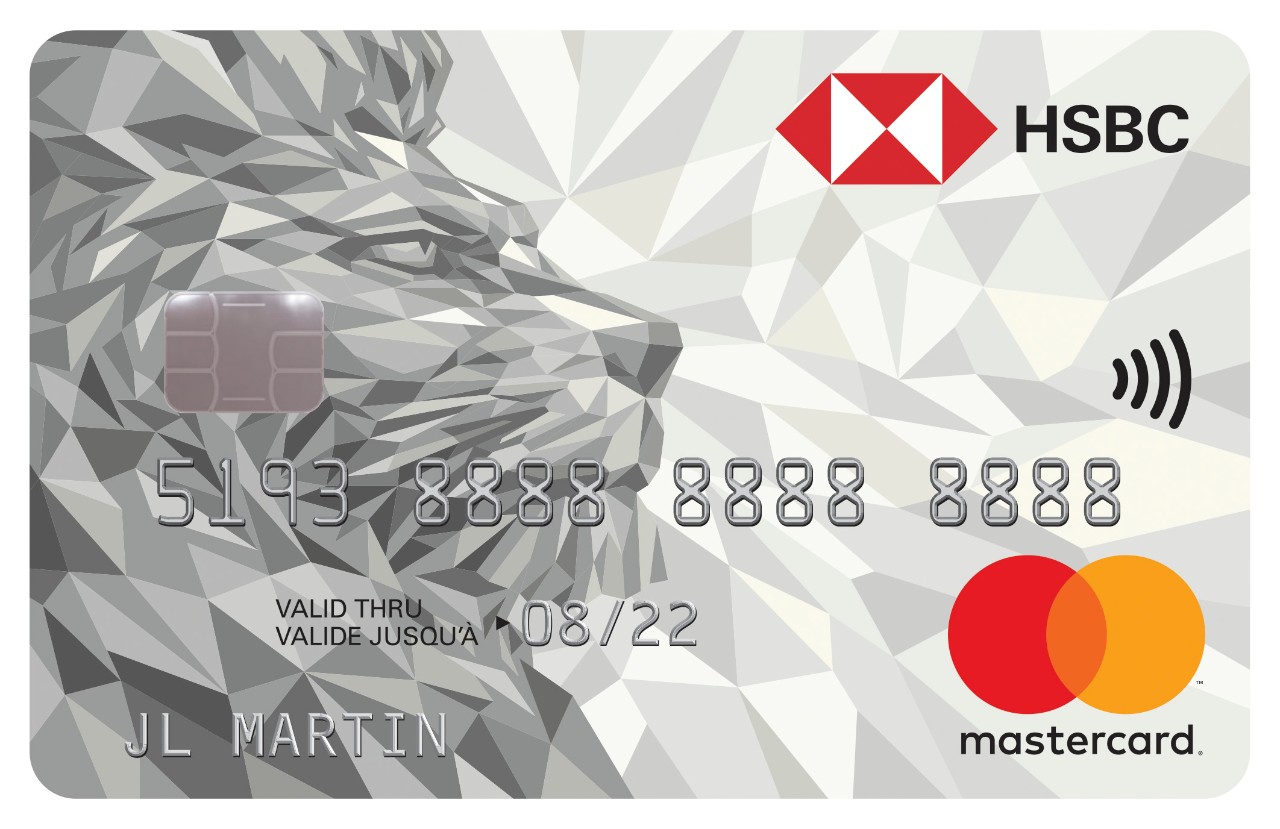 HSBC
5193 8888 8888 8888
VALID THRU
VALIDE JUSQU'À
08/22
JL MARTIN
mastercard